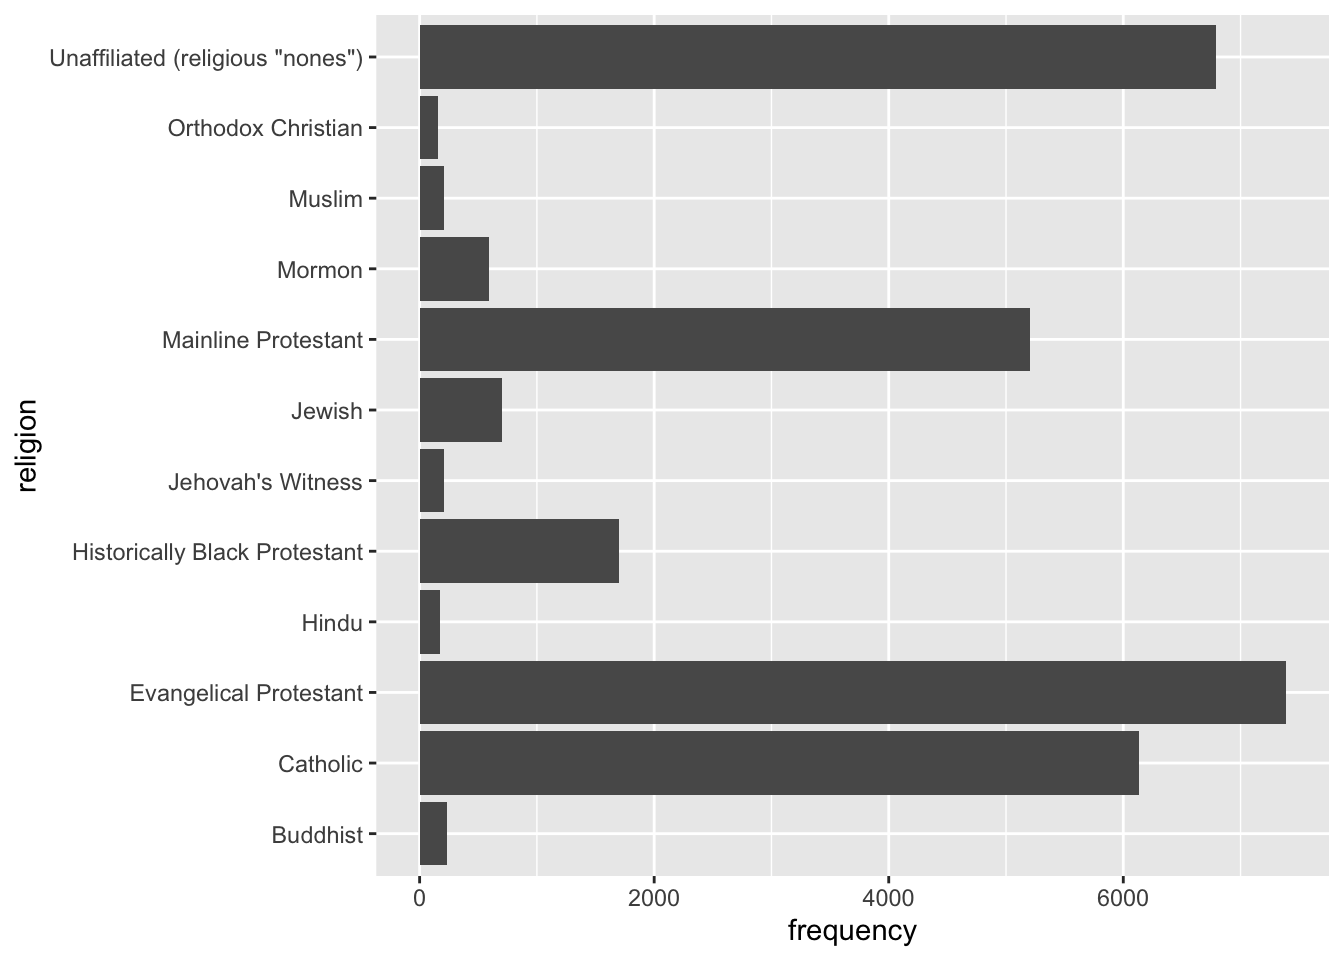 Unaffiliated (religious "nones")
Orthodox Christian
Muslim
Mormon
Mainline Protestant
Jewish
Jehovah's Witness
Historically Black Protestant
Hindu
Evangelical Protestant
Catholic
Buddhist
religion
0 2000 4000 6000
frequency